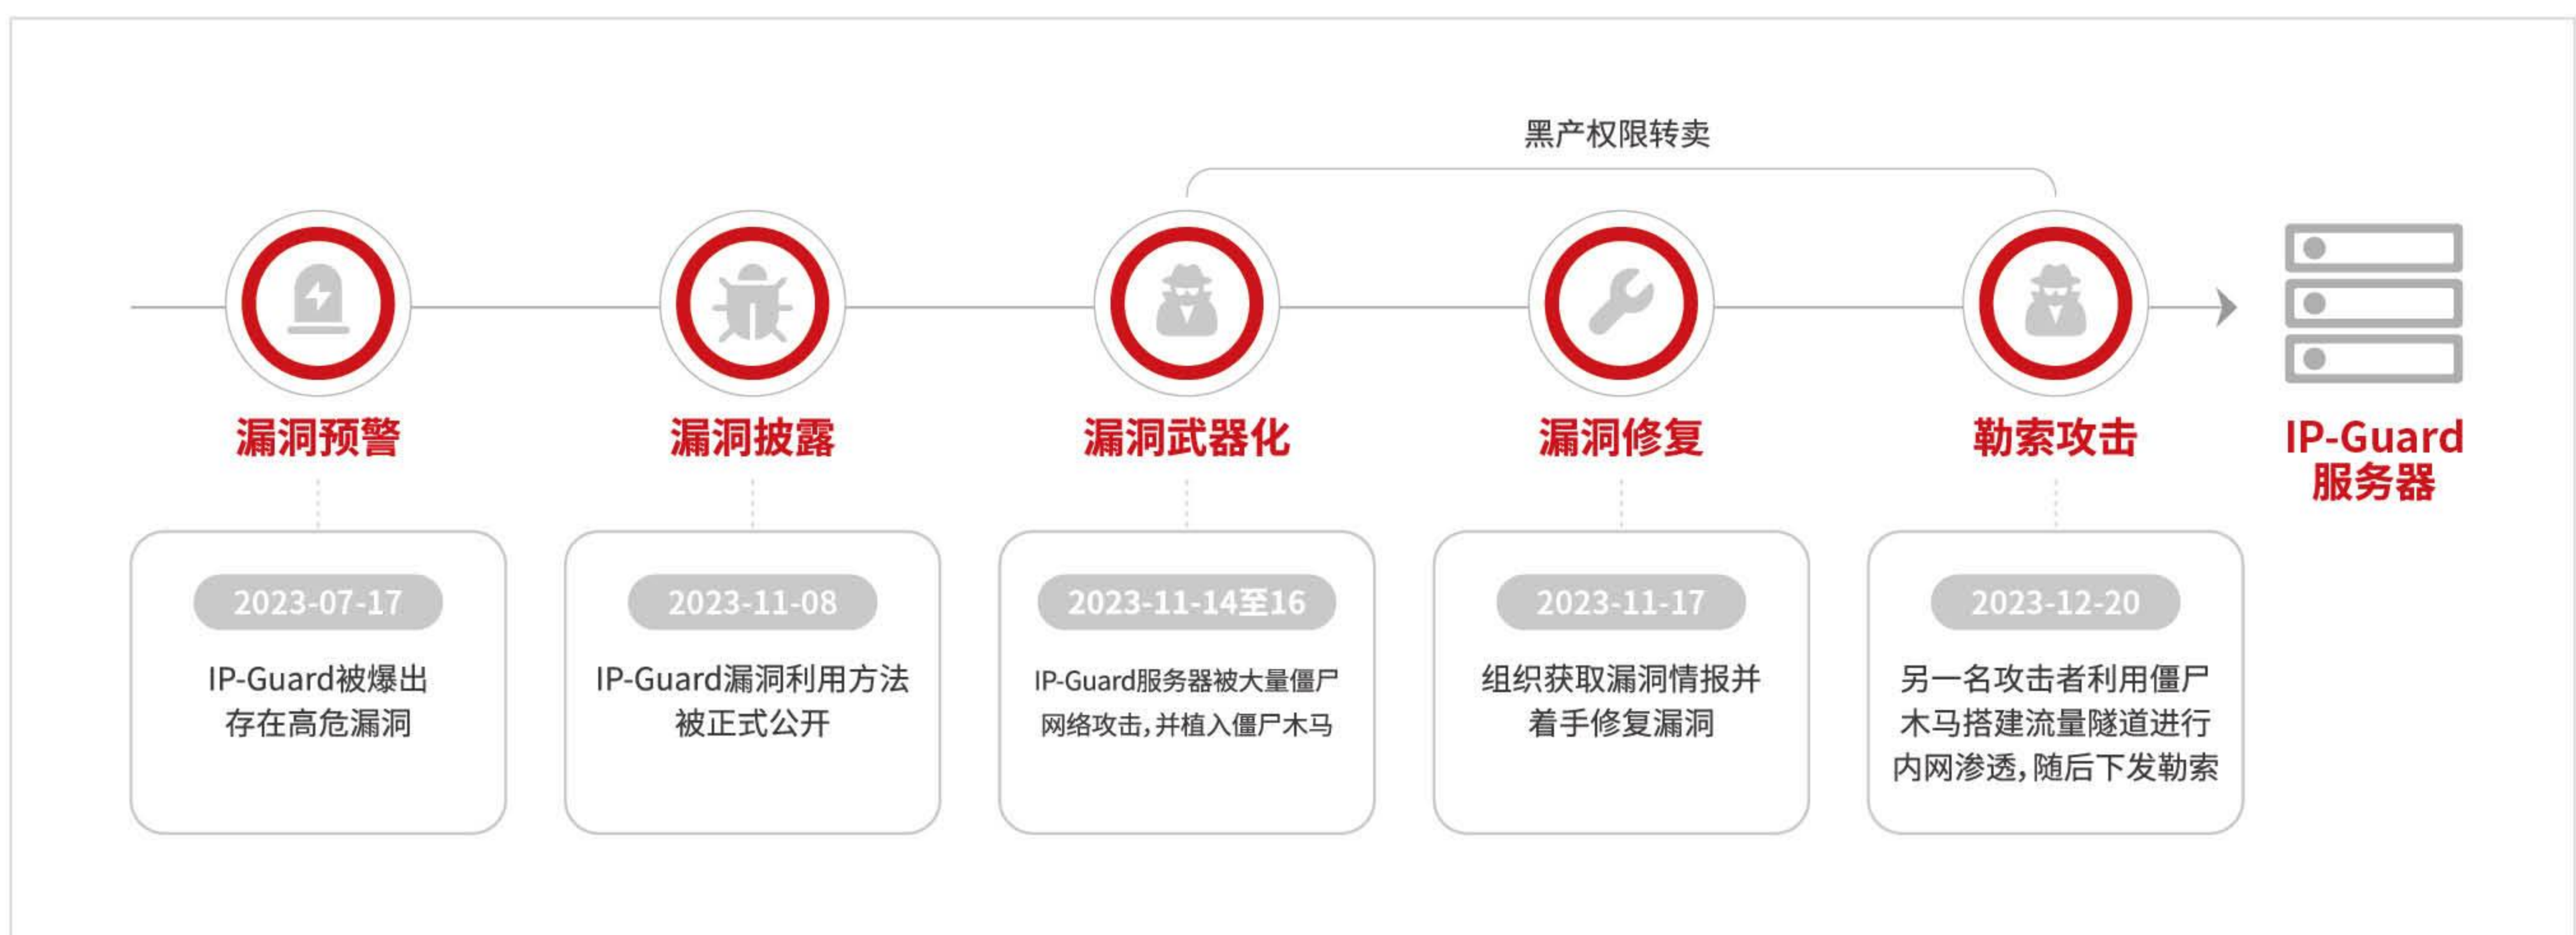 黑产权限转卖
漏洞预警
漏洞披露
漏洞武器化
漏洞修复
勒索攻击
IP-Guard
服务器
2023-07-17
IP-Guard被爆出
存在高危漏洞
2023-11-08
IP-Guard漏洞利用方法
被正式公开
2023-11-14至16
IP-Guard服务器被大量僵尸
网络攻击,并植入僵尸木马
2023-11-17
组织获取漏洞情报并
着手修复漏洞
2023-12-20
另一名攻击者利用僵尸
木马搭建流量隧道进行
内网渗透,随后下发勒索